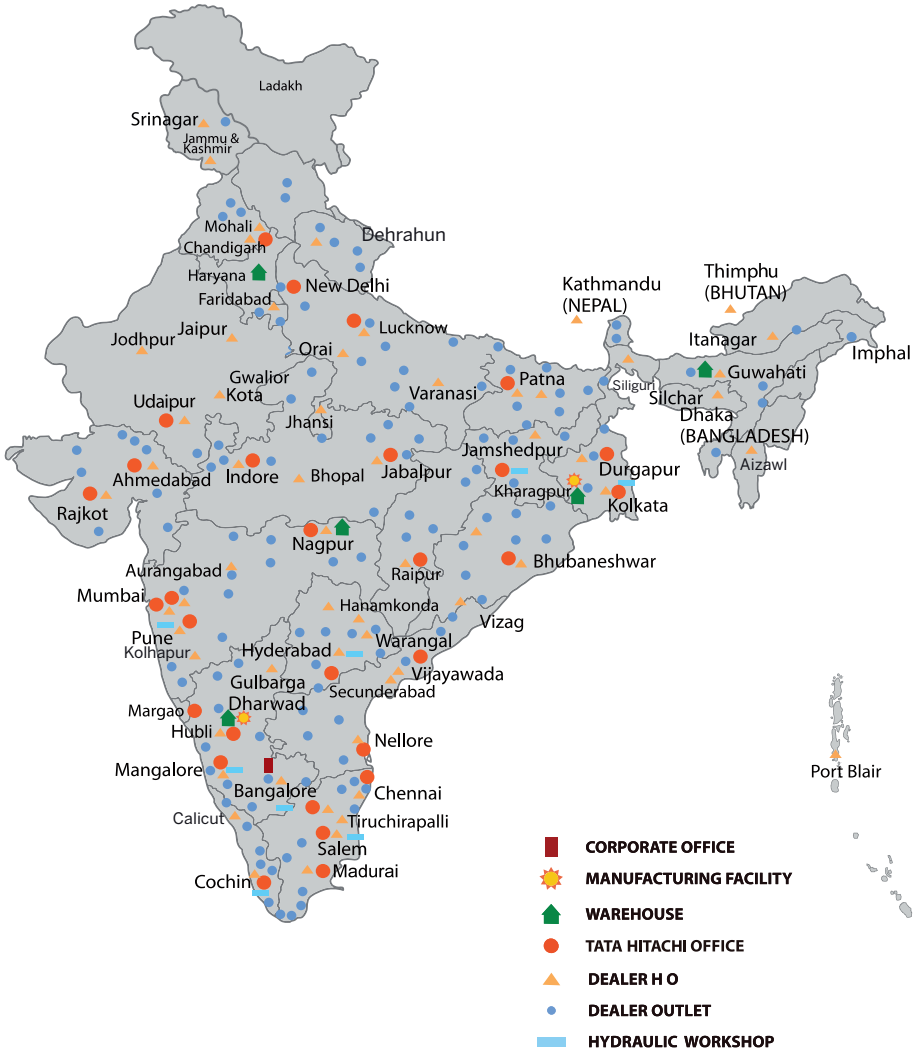 Ladakh
Srinagar
Jammu &
Kashmir
Mohali
Chandigarh
Behrahun
Haryana
New Delhi
Faridabad
Kathmandu
(NEPAL)
Thimphu
(BHUTAN)
Jodhpur
Jaipur
Lucknow
Orai
Itanagar
Imphal
Gwalior
Kota
Varanasi
Patna
Siliguri
Guwahati
Silchar
Udaipur
Jhansi
Dhaka
(BANGLADESH)
Aizawl
Ahmedabad
Indore
Bhopal
Jabalpur
Jamshedpur
Durgapur
Kharagpur
Kolkata
Rajkot
Nagpur
Raipur
Bhubaneshwar
Aurangabad
Mumbai
Hanamkonda
Vizag
Pune
Kolhapur
Hyderabad
Warangal
Gulbarga
Secunderabad
Vijayawada
Dharwad
Margao
Hubli
Nellore
Mangalore
Bangalore
Chennai
Port Blair
Calicut
Tiruchirapalli
Salem
Madurai
Cochin
CORPORATE OFFICE
MANUFACTURING FACILITY
WAREHOUSE
TATA HITACHI OFFICE
DEALER H O
DEALER OUTLET
HYDRAULIC WORKSHOP